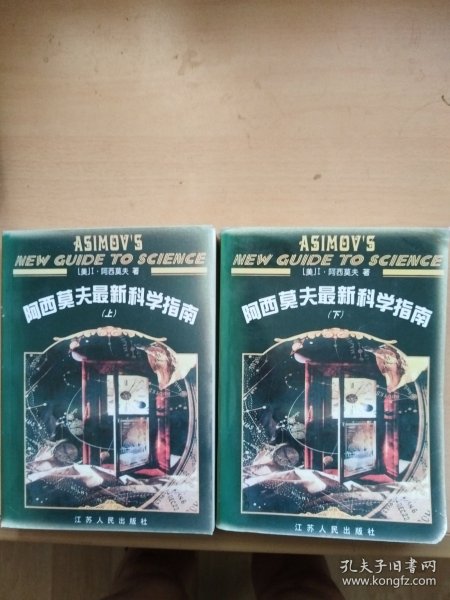 ASIMOV'S
NEW GUIDE TO SCIENCE
[美]I·阿西莫夫 著
阿西莫夫最新科学指南
(上)
江苏人民出版社
ASIMOV'S
NEW GUIDE TO SCIENCE
[美]I·阿西莫夫 著
阿西莫夫最新科学指南
(下)
江苏人民出版社
孔夫子旧书网
www.kongfz.com